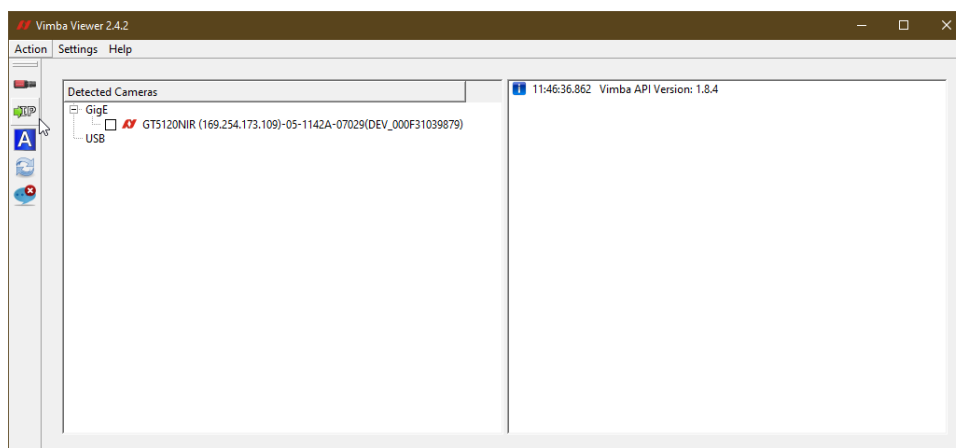 Vimba Viewer 2.4.2
Action Settings Help
Detected Cameras
GigE
GT5120NIR (169.254.173.109)-05-1142A-07029(DEV_000F31039879)
USB
11:46:36.862 Vimba API Version: 1.8.4
IP
A